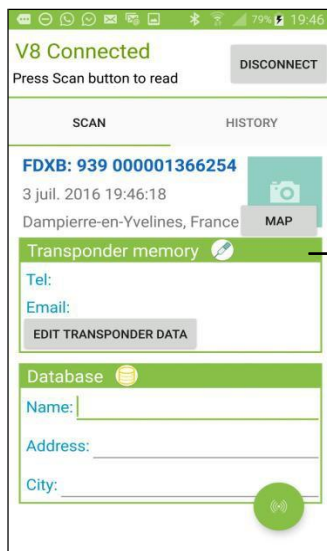 79% 19:46
V8 Connected
DISCONNECT
Press Scan button to read
SCAN HISTORY
FDXB: 939 000001366254
3 juil. 2016 19:46:18
Dampierre-en-Yvelines, France MAP
Transponder memory
Tel:
Email:
EDIT TRANSPONDER DATA
Database
Name:
Address:
City: